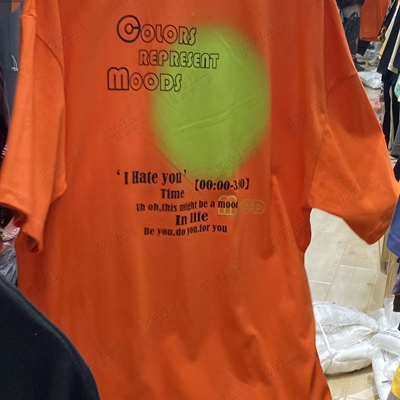 COLORS
REPRESENT
MOODS
‘I Hate you’ [00:00-3:0]
Time
Uh oh,this might be a mood
MOOD
In life
Be you.do you.for you